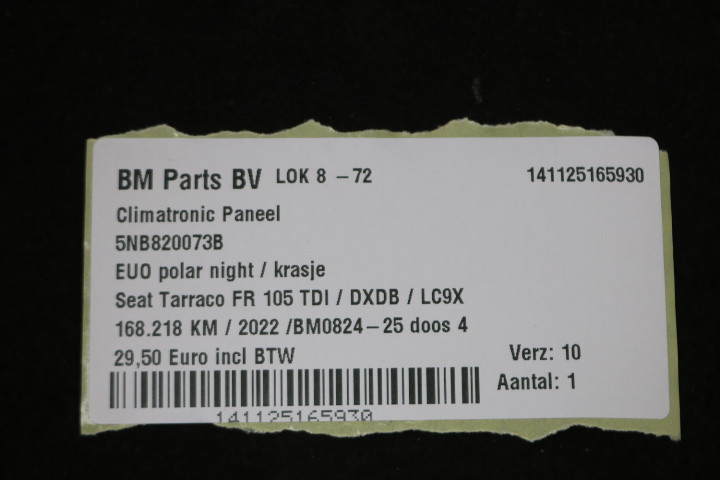 BM Parts BV LOK 8 -72 141125165930
Climatronic Paneel
5NB820073B
EUO polar night / krasje
Seat Tarraco FR 105 TDI / DXDB / LC9X
168.218 KM / 2022 /BM0824-25 doos 4
29,50 Euro incl BTW Verz: 10
Aantal: 1
141125165930